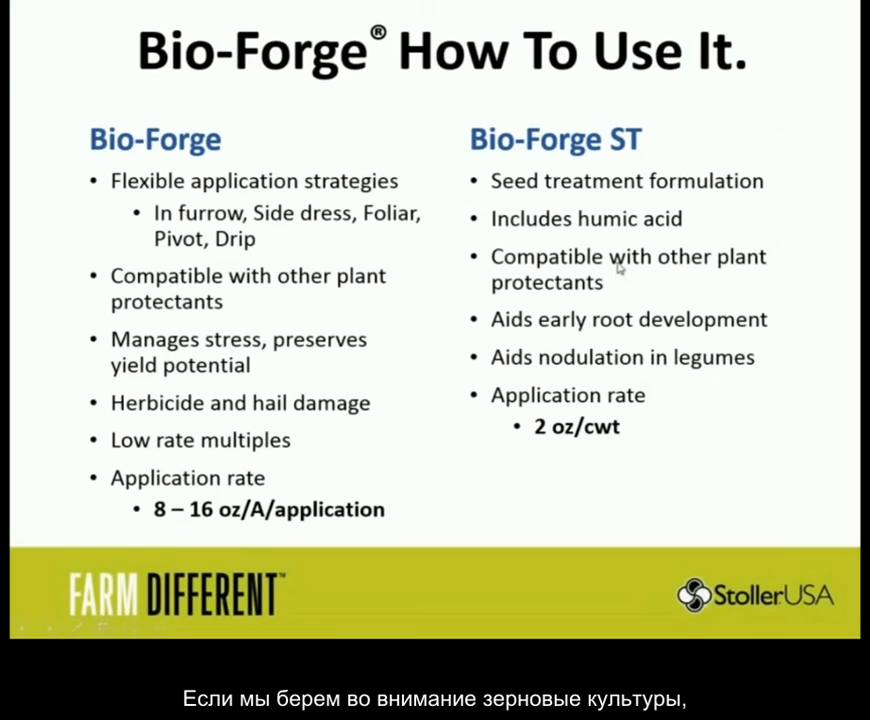 Bio-Forge® How To Use It.
Bio-Forge
• Flexible application strategies
• In furrow, Side dress, Foliar,
Pivot, Drip
• Compatible with other plant
protectants
• Manages stress, preserves
yield potential
• Herbicide and hail damage
• Low rate multiples
• Application rate
• 8 – 16 oz/A/application
Bio-Forge ST
• Seed treatment formulation
• Includes humic acid
• Compatible with other plant
protectants
• Aids early root development
• Aids nodulation in legumes
• Application rate
• 2 oz/cwt
FARM DIFFERENT™
StollerUSA
Если мы берем во внимание зерновые культуры,